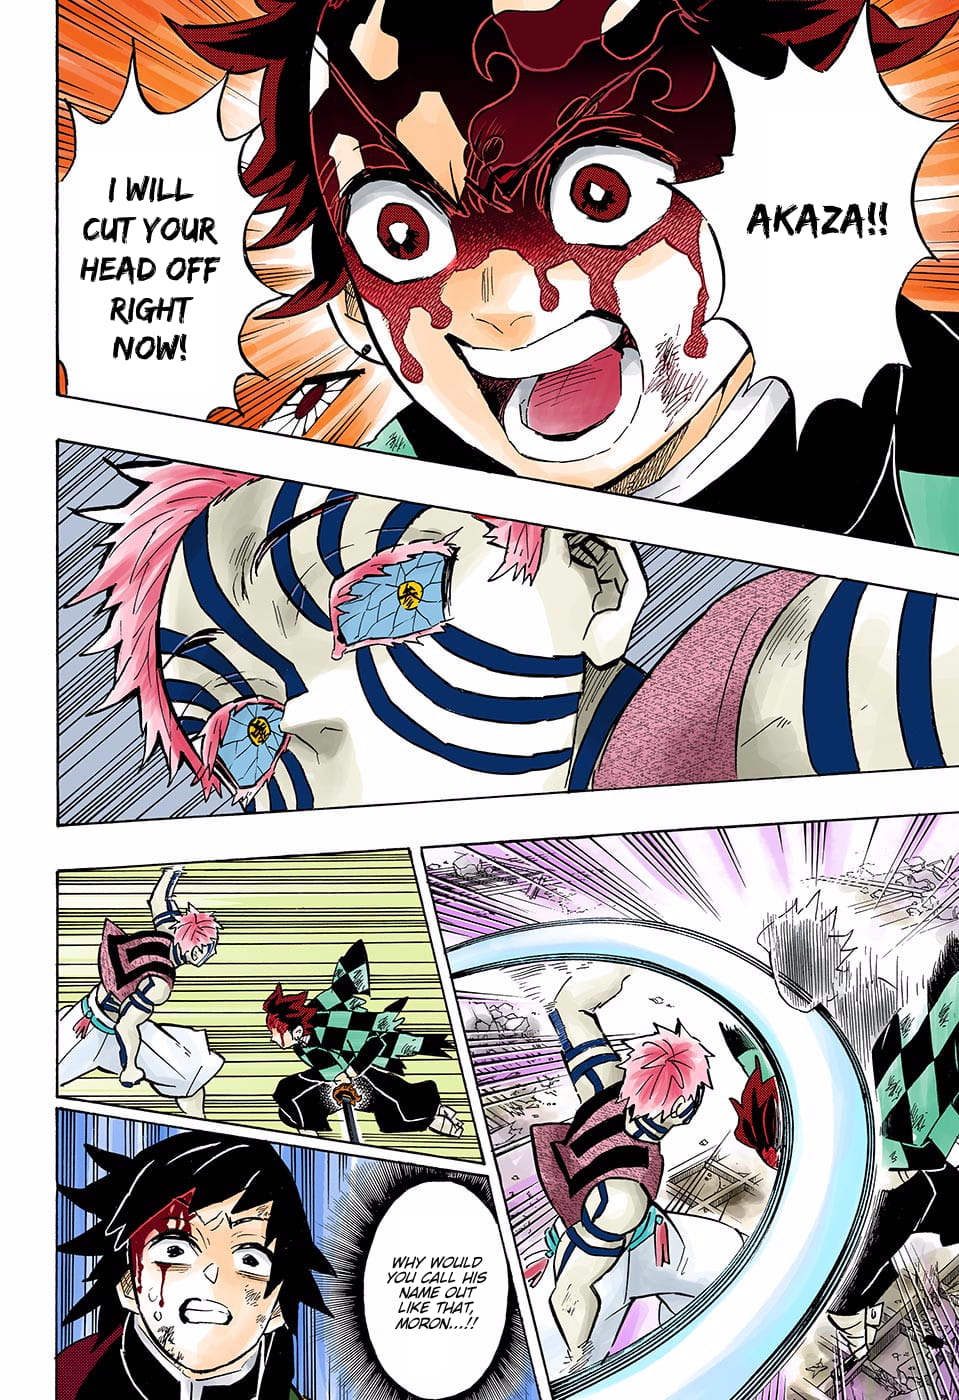 AKAZA!!
I WILL
CUT YOUR
HEAD OFF
RIGHT
NOW!
WHY WOULD
YOU CALL HIS
NAME OUT
LIKE THAT,
MORON...!!